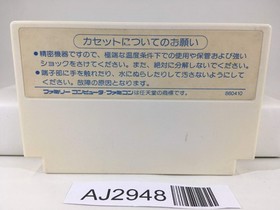 カセットについてのお願い
●精密機器ですので、極端な温度条件下での使用や保管および強い
ショックをさけてください。また、絶対に分解しないでください。
●端子部に手を触れたり、水にぬらしたりして汚さないようにして
ください。故障の原因となります。
ファミリーコンピュータ・ファミコンは任天堂の商標です。
AJ2948